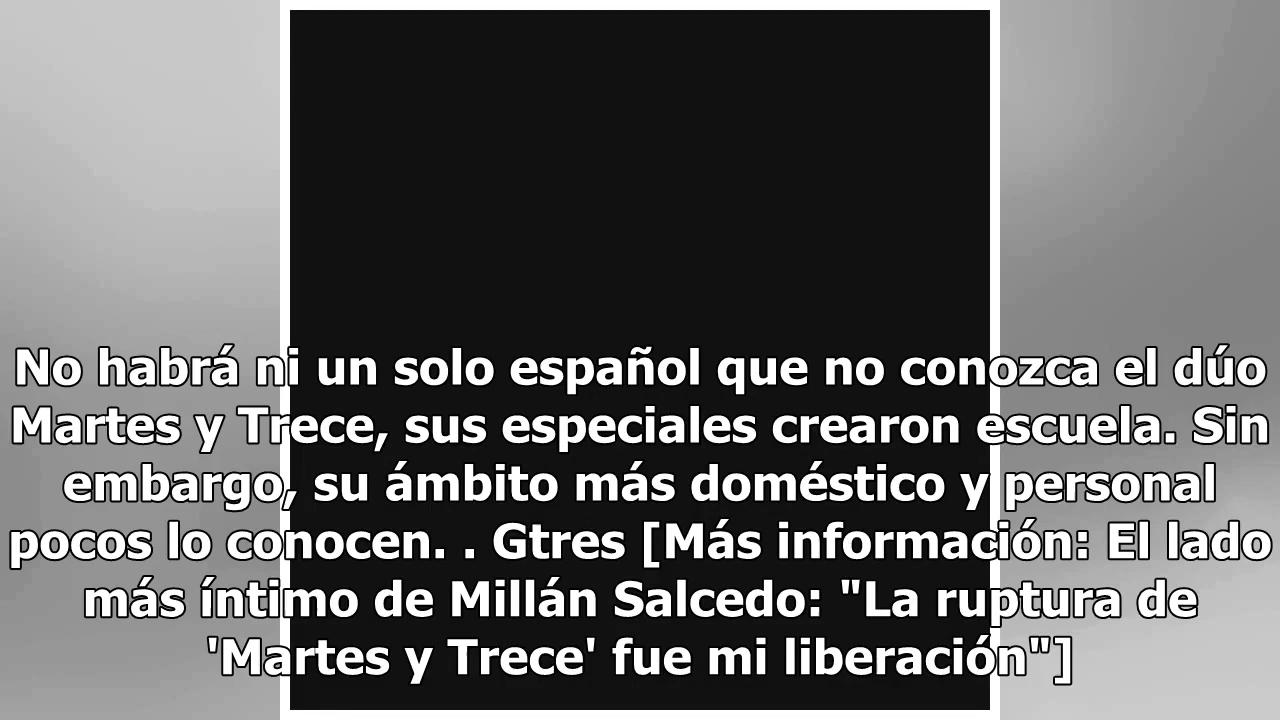 No habrá ni un solo español que no conozca el dúo
Martes y Trece, sus especiales crearon escuela. Sin
embargo, su ámbito más doméstico y personal
pocos lo conocen. . Gtres [Más información: El lado
más íntimo de Millán Salcedo: "La ruptura de
'Martes y Trece' fue mi liberación"]